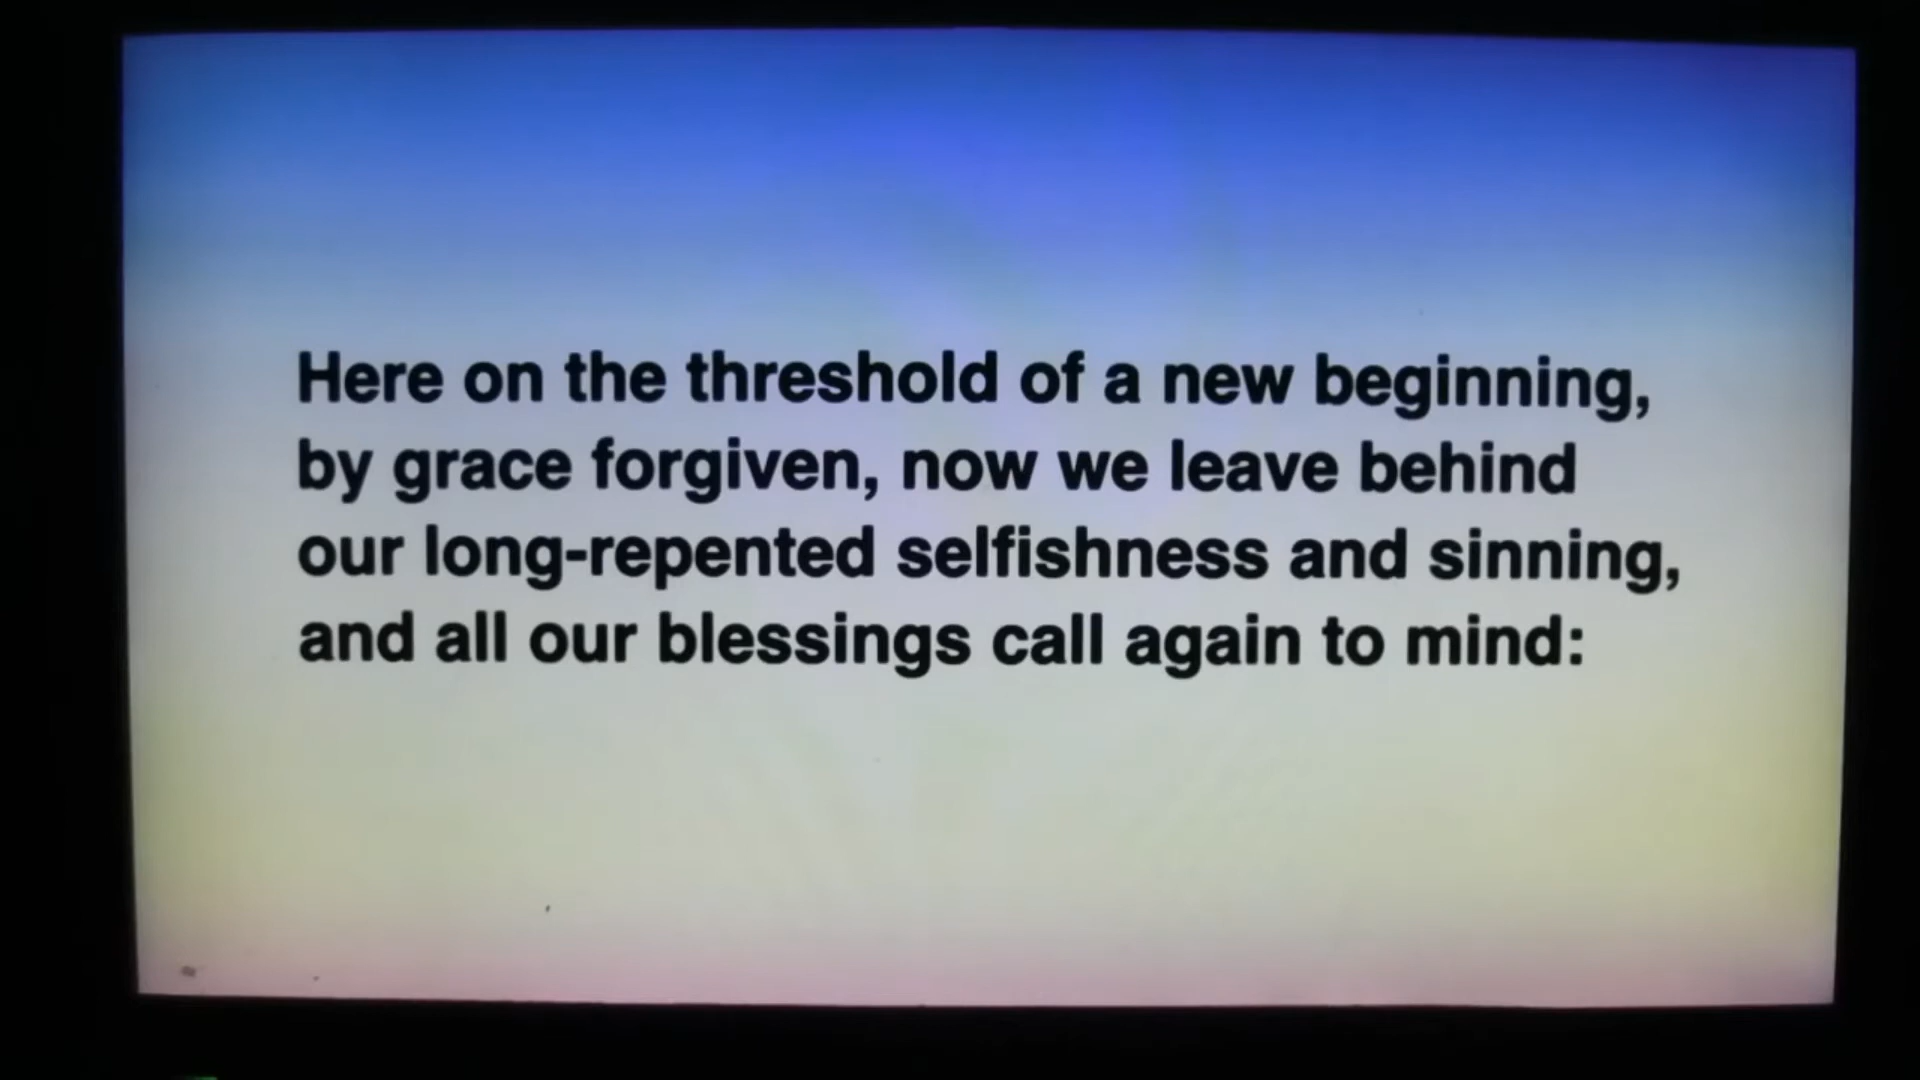 Here on the threshold of a new beginning,
by grace forgiven, now we leave behind
our long-repented selfishness and sinning,
and all our blessings call again to mind: